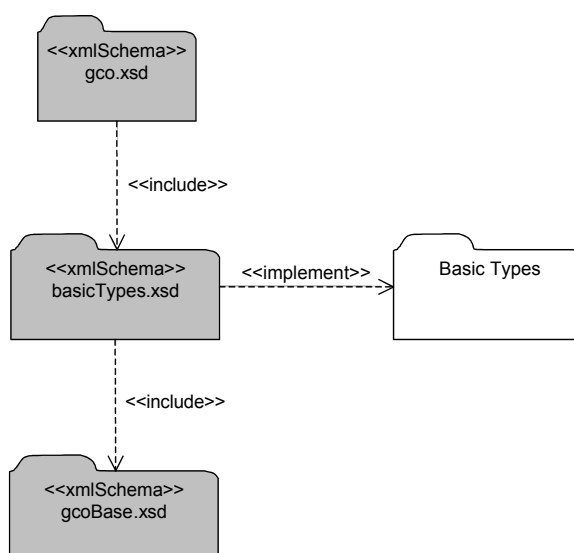 <<xmlSchema>>
gco.xsd
<<include>>
<<xmlSchema>>
basicTypes.xsd
<<implement>>
Basic Types
<<include>>
<<xmlSchema>>
gcoBase.xsd